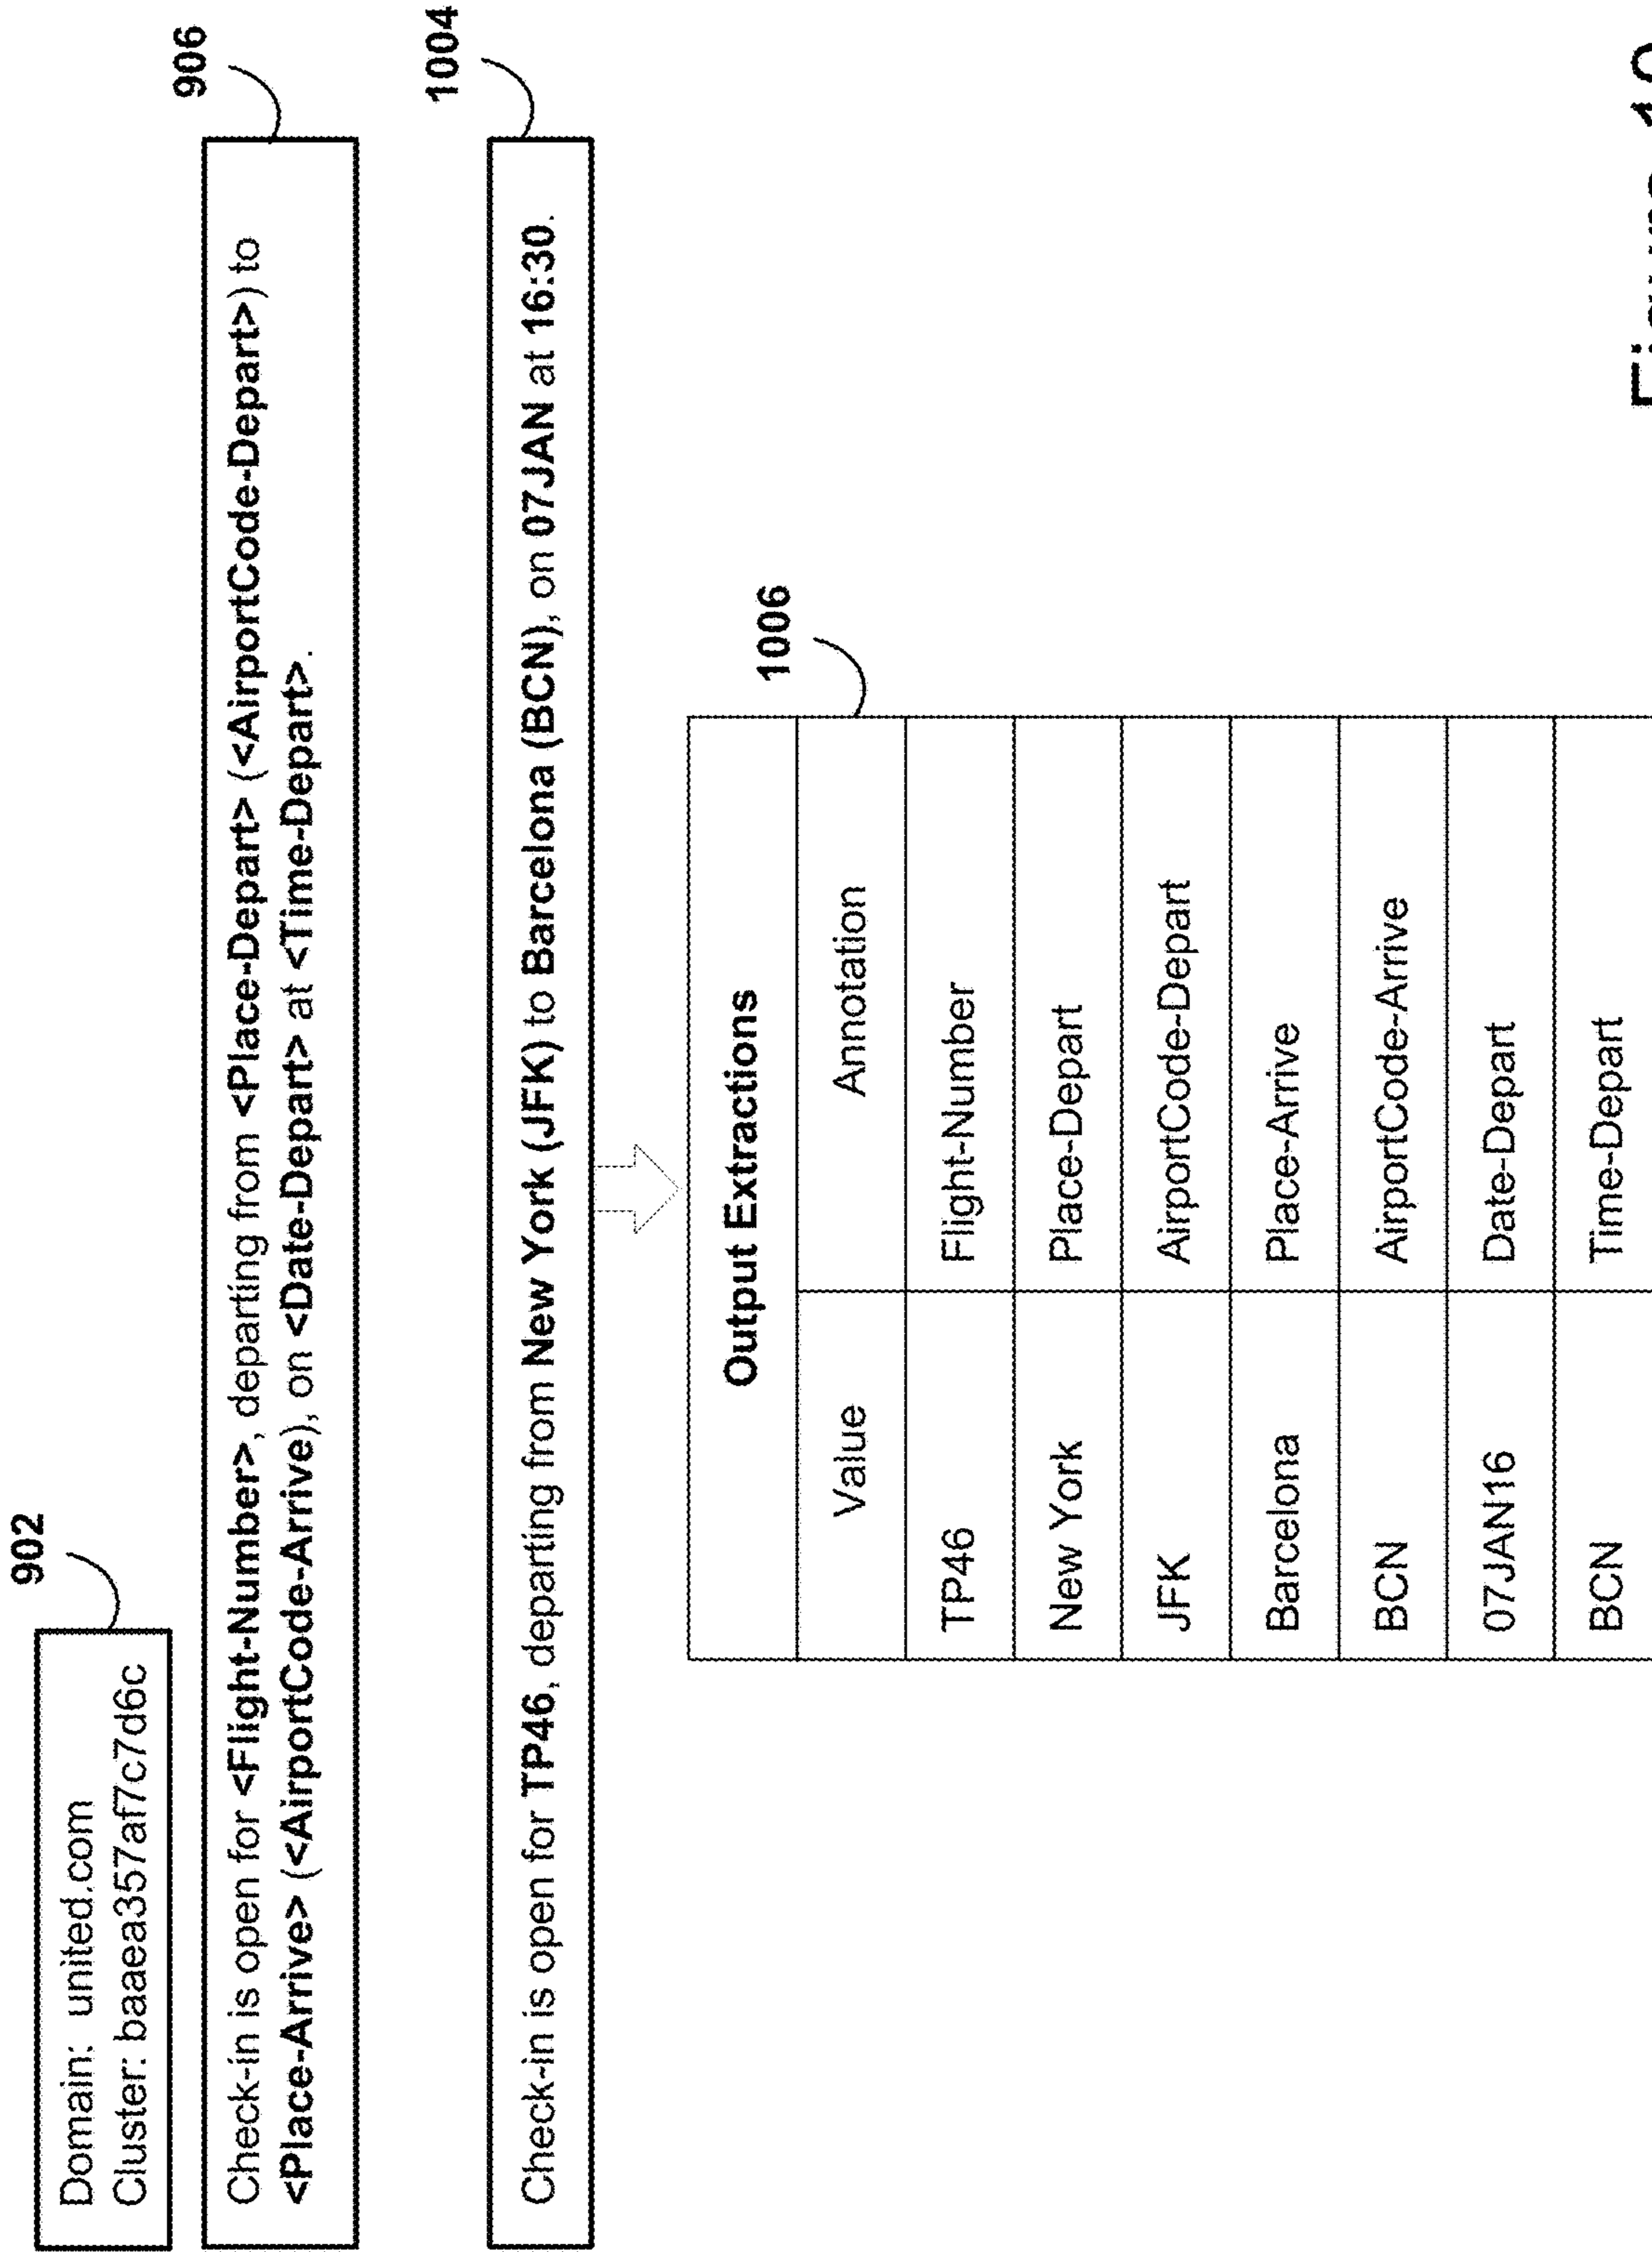 902
Domain: united.com
Cluster: baaea357af7c7d6c
906
Check-in is open for <Flight-Number>, departing from <Place-Depart> (<AirportCode-Depart>) to
<Place-Arrive> (<AirportCode-Arrive), on <Date-Depart> at <Time-Depart>.
1004
Check-in is open for TP46, departing from New York (JFK) to Barcelona (BCN), on 07JAN at 16:30.
1006
Output Extractions
Value Annotation
TP46 Flight-Number
New York Place-Depart
JFK AirportCode-Depart
Barcelona Place-Arrive
BCN AirportCode-Arrive
07JAN16 Date-Depart
BCN Time-Depart
Figure 10